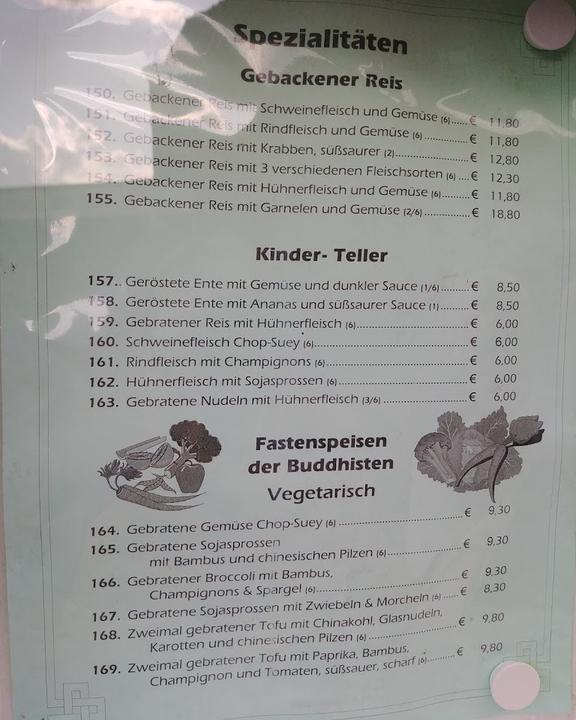 Spezialitäten
Gebackener Reis
150. Gebackener Reis mit Schweinefleisch und Gemüse (6).....€ 11,80
151. Gebackener Reis mit Rindfleisch und Gemüse (6) ..............€ 11,80
152. Gebackener Reis mit Krabben, süßsaurer (2)......................€ 12,80
153. Gebackener Reis mit 3 verschiedenen Fleischsorten (6) ....€ 12,30
154. Gebackener Reis mit Hühnerfleisch und Gemüse (6)..........€ 11,80
155. Gebackener Reis mit Garnelen und Gemüse (2/6) ..............€ 18,80
Kinder- Teller
157.. Geröstete Ente mit Gemüse und dunkler Sauce (1/6).........€ 8,50
158. Geröstete Ente mit Ananas und süßsaurer Sauce (1)..........€ 8,50
159. Gebratener Reis mit Hühnerfleisch (6)................................€ 6,00
160. Schweinefleisch Chop-Suey (6)...........................................€ 6,00
161. Rindfleisch mit Champignons (6)........................................€ 6,00
162. Hühnerfleisch mit Sojasprossen (6).....................................€ 6,00
163. Gebratene Nudeln mit Hühnerfleisch (3/6).........................€ 6,00
Fastenspeisen
der Buddhisten
Vegetarisch
164. Gebratene Gemüse Chop-Suey (6) ..................................€ 9,30
165. Gebratene Sojasprossen
mit Bambus und chinesischen Pilzen (6).....................€ 9,30
166. Gebratener Broccoli mit Bambus,
Champignons & Spargel (6).......................................€ 9,30
167. Gebratene Sojasprossen mit Zwiebeln & Morcheln (6) .....€ 8,30
168. Zweimal gebratener Tofu mit Chinakohl, Glasnudeln,
Karotten und chinesischen Pilzen (6) ..........................€ 9,80
169. Zweimal gebratener Tofu mit Paprika, Bambus,
Champignon und Tomaten, süßsauer, scharf (6)..........€ 9,80